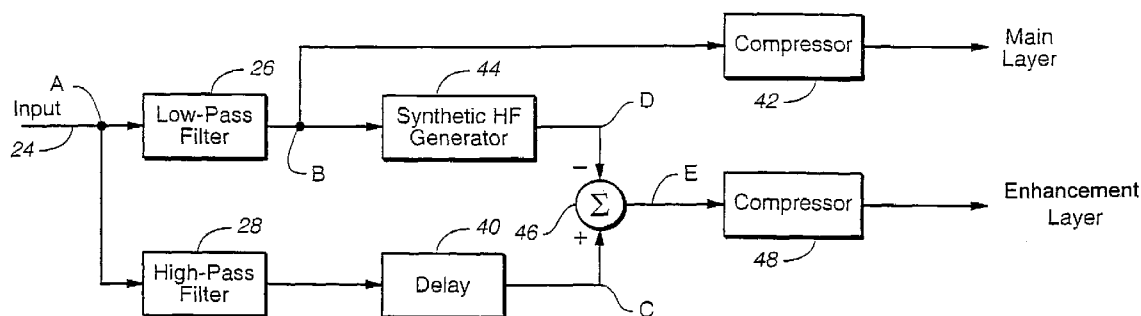 Compressor
42
Main
Layer
Input
24
A
26
Low-Pass
Filter
B
44
Synthetic HF
Generator
D
−
46
Σ
+
E
Compressor
48
Enhancement
Layer
28
High-Pass
Filter
40
Delay
C